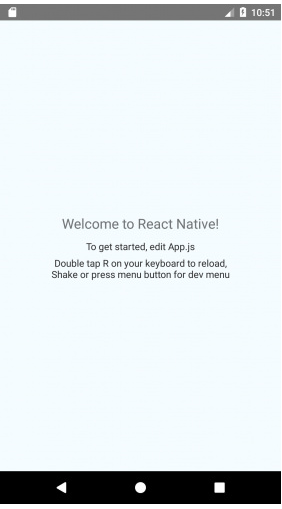 10:51
Welcome to React Native!
To get started, edit App.js
Double tap R on your keyboard to reload,
Shake or press menu button for dev menu